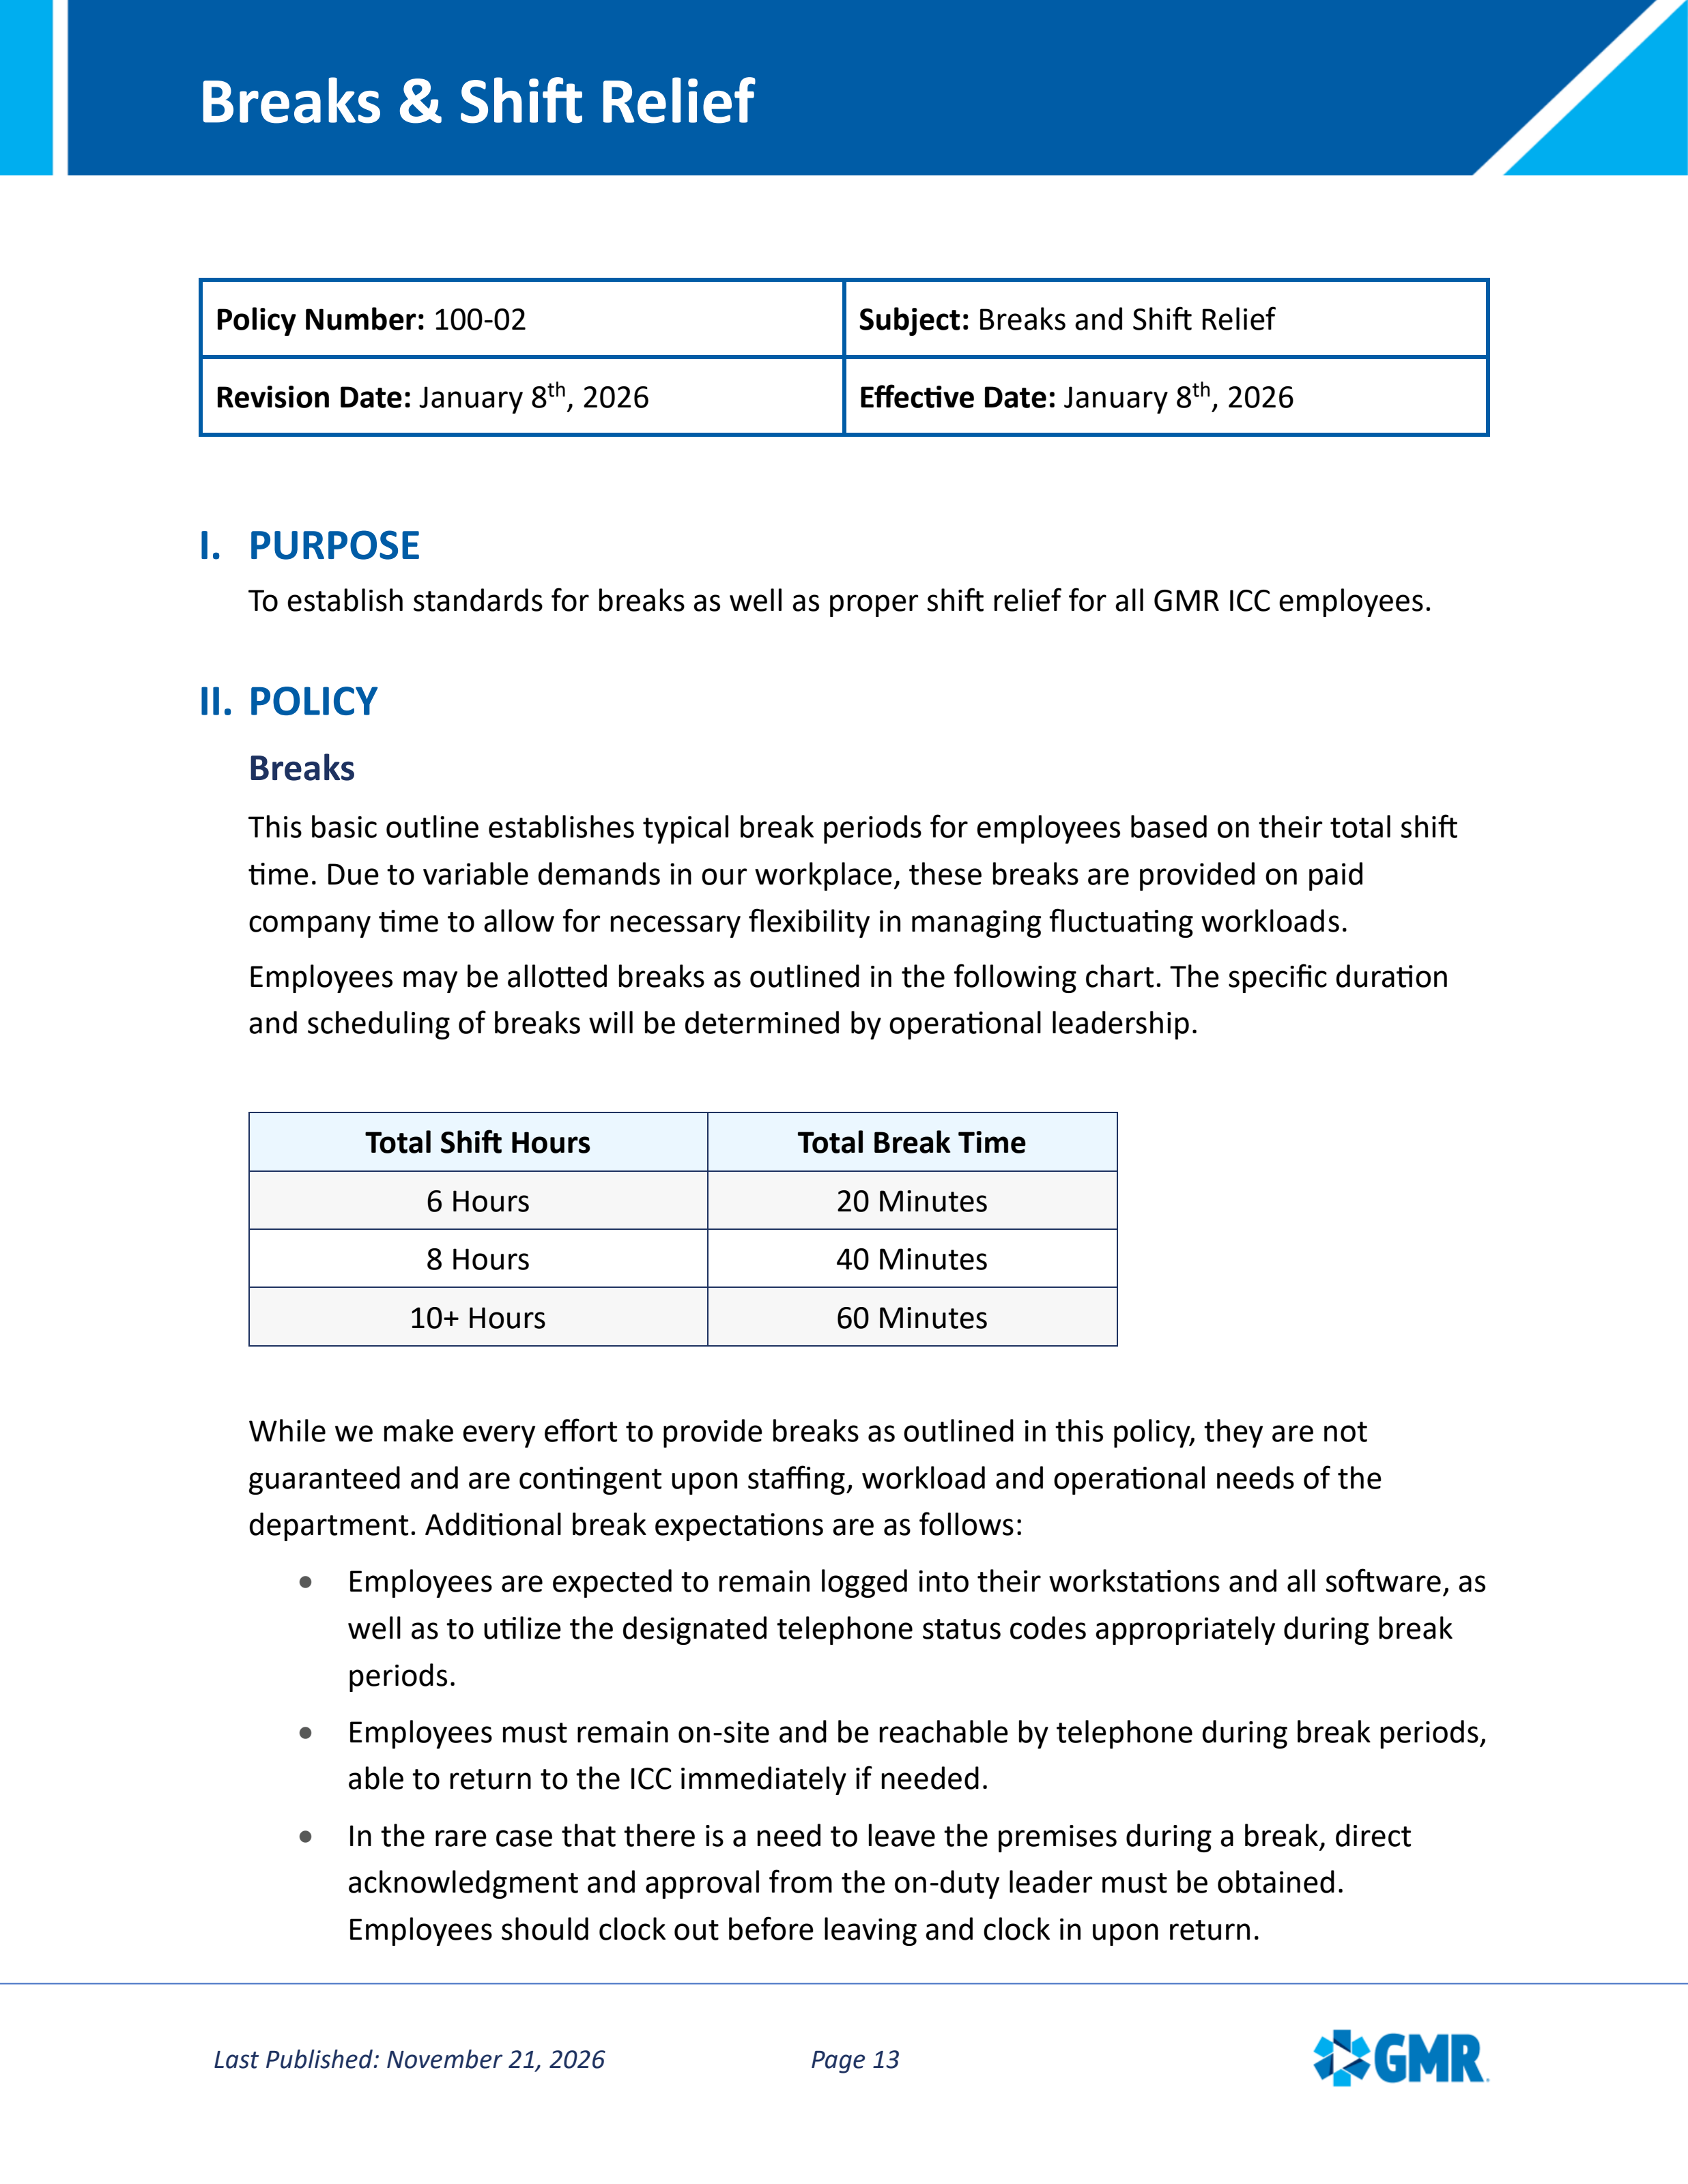 Breaks & Shift Relief
Policy Number: 100-02
Subject: Breaks and Shift Relief
Revision Date: January 8th, 2026
Effective Date: January 8th, 2026
I. PURPOSE
To establish standards for breaks as well as proper shift relief for all GMR ICC employees.
II. POLICY
Breaks
This basic outline establishes typical break periods for employees based on their total shift
time. Due to variable demands in our workplace, these breaks are provided on paid
company time to allow for necessary flexibility in managing fluctuating workloads.
Employees may be allotted breaks as outlined in the following chart. The specific duration
and scheduling of breaks will be determined by operational leadership.
Total Shift Hours
Total Break Time
6 Hours
20 Minutes
8 Hours
40 Minutes
10+ Hours
60 Minutes
While we make every effort to provide breaks as outlined in this policy, they are not
guaranteed and are contingent upon staffing, workload and operational needs of the
department. Additional break expectations are as follows:
• Employees are expected to remain logged into their workstations and all software, as
well as to utilize the designated telephone status codes appropriately during break
periods.
• Employees must remain on-site and be reachable by telephone during break periods,
able to return to the ICC immediately if needed.
• In the rare case that there is a need to leave the premises during a break, direct
acknowledgment and approval from the on-duty leader must be obtained.
Employees should clock out before leaving and clock in upon return.
Last Published: November 21, 2026
Page 13
GMR